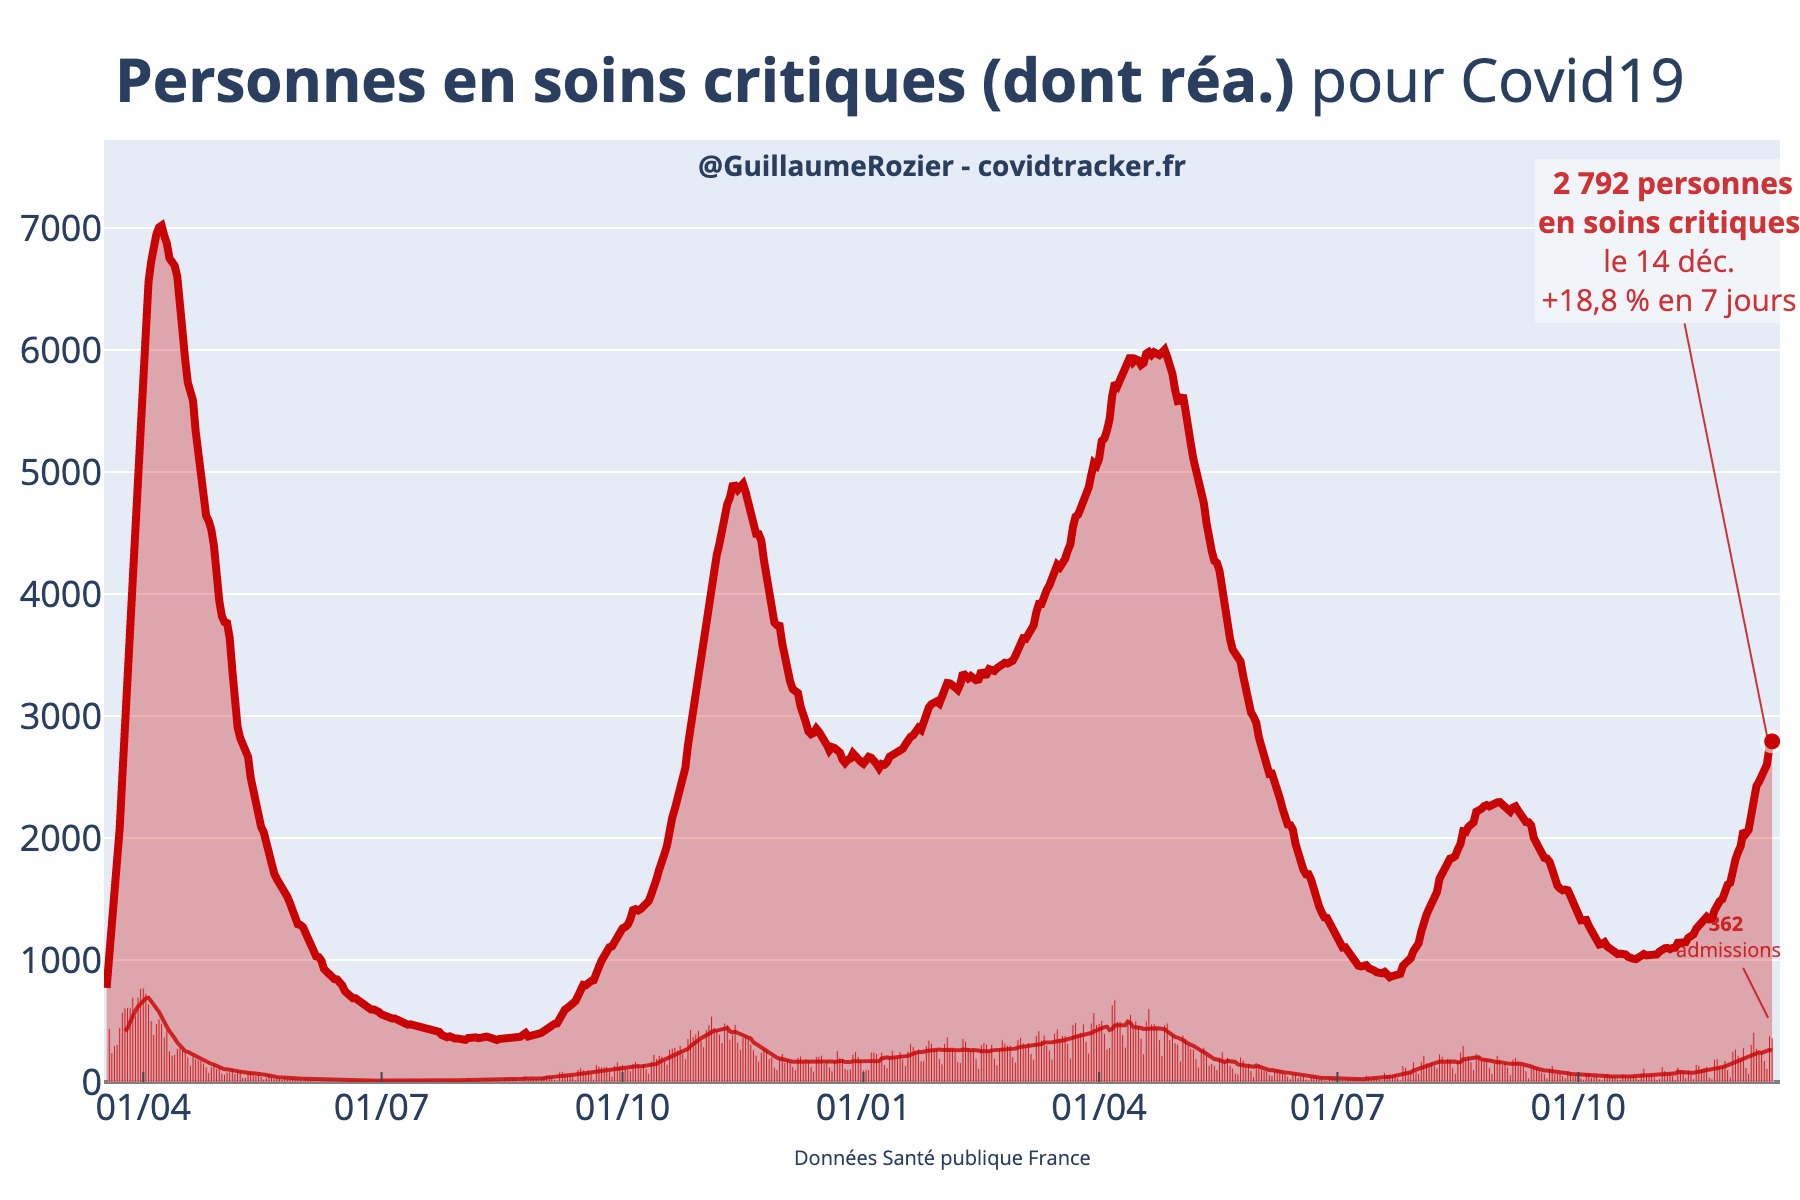 Personnes en soins critiques (dont réa.) pour Covid19
@GuillaumeRozier - covidtracker.fr
2 792 personnes
en soins critiques
le 14 déc.
+18,8 % en 7 jours
7000
6000
5000
4000
3000
2000
1000
0
362
admissions
01/04
01/07
01/10
01/01
01/04
01/07
01/10
Données Santé publique France